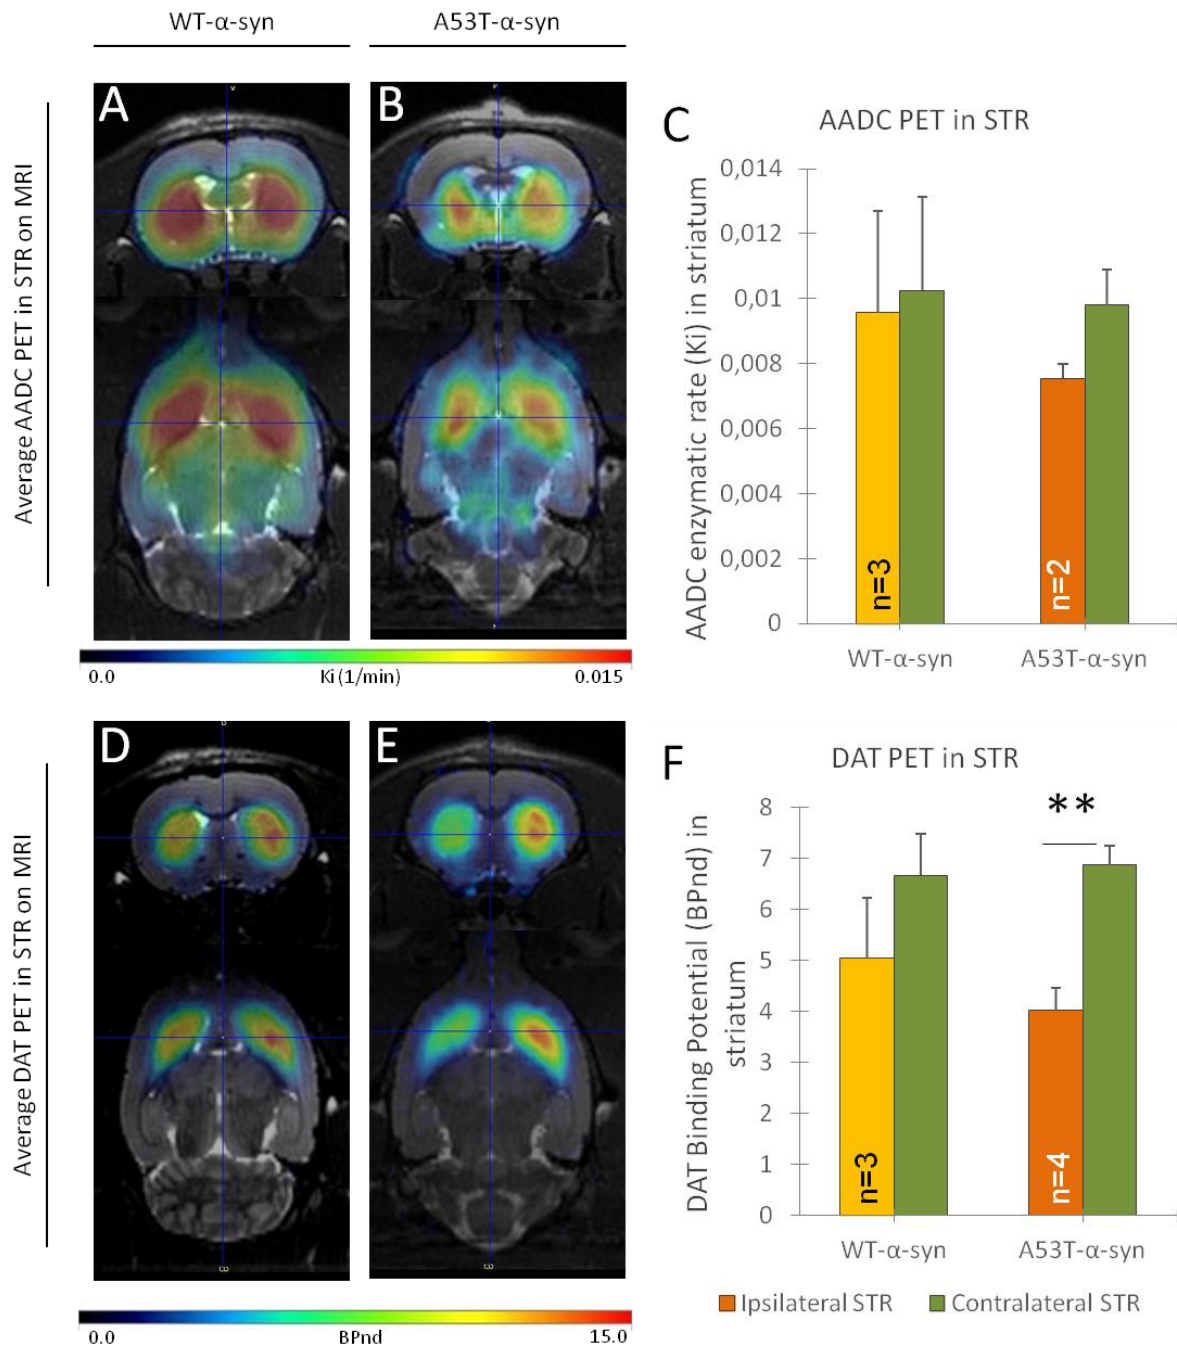 WT-α-syn
A53T-α-syn
Average AADC PET in STR on MRI
A
B
0.0
Ki (1/min)
0.015
C
AADC PET in STR
AADC enzymatic rate (Ki) in striatum
0,014
0,012
0,01
0,008
0,006
0,004
0,002
0
n=3
n=2
WT-α-syn
A53T-α-syn
Average DAT PET in STR on MRI
D
E
0.0
BPnd
15.0
F
DAT PET in STR
DAT Binding Potential (BPnd) in
striatum
8
7
6
5
4
3
2
1
0
**
n=3
n=4
WT-α-syn
A53T-α-syn
Ipsilateral STR
Contralateral STR